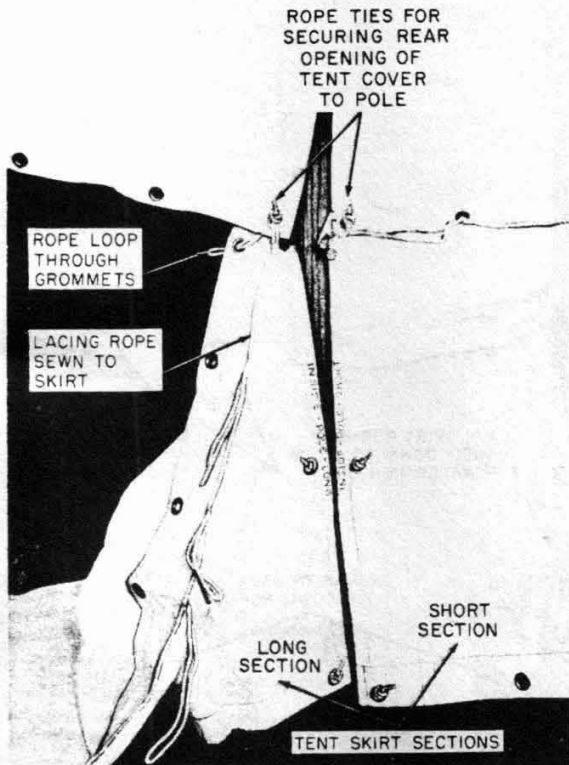 ROPE TIES FOR
SECURING REAR
OPENING OF
TENT COVER
TO POLE
ROPE LOOP
THROUGH
GROMMETS
LACING ROPE
SEWN TO
SKIRT
SHORT
SECTION
LONG
SECTION
TENT SKIRT SECTIONS